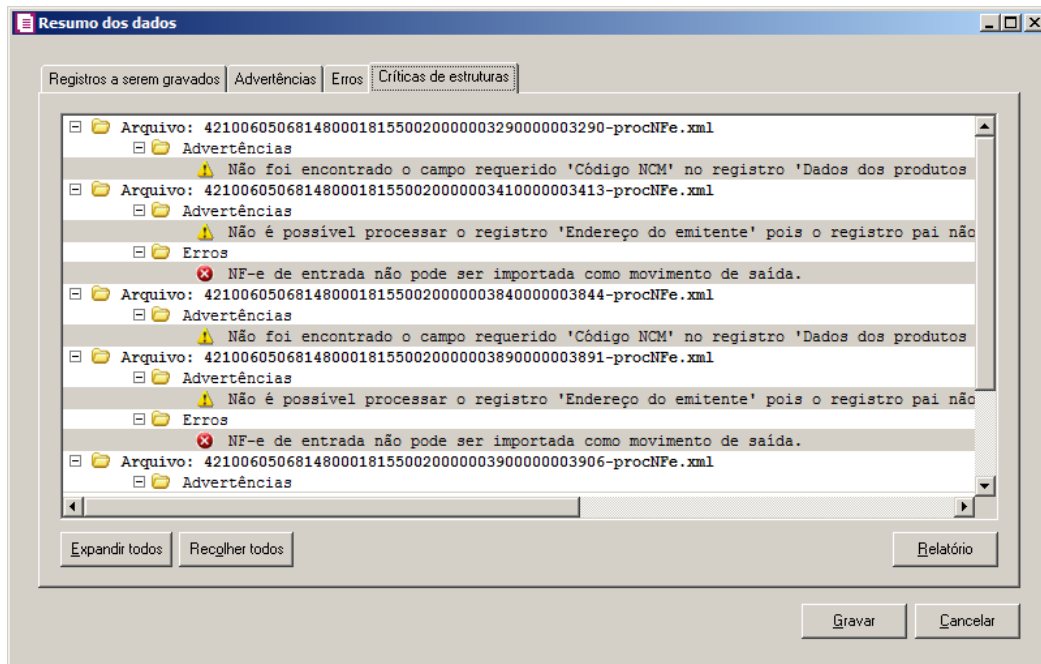 Resumo dos dados
Registros a serem gravados Advertências Erros Críticas de estruturas
Arquivo: 42100605068148000181550020000003290000003290-procNFe.xml
Advertências
Não foi encontrado o campo requerido 'Código NCM' no registro 'Dados dos produtos
Arquivo: 42100605068148000181550020000003410000003413-procNFe.xml
Advertências
Não é possível processar o registro 'Endereço do emitente' pois o registro pai não
Erros
NF-e de entrada não pode ser importada como movimento de saída.
Arquivo: 42100605068148000181550020000003840000003844-procNFe.xml
Advertências
Não foi encontrado o campo requerido 'Código NCM' no registro 'Dados dos produtos
Arquivo: 42100605068148000181550020000003890000003891-procNFe.xml
Advertências
Não é possível processar o registro 'Endereço do emitente' pois o registro pai não
Erros
NF-e de entrada não pode ser importada como movimento de saída.
Arquivo: 42100605068148000181550020000003900000003906-procNFe.xml
Advertências
Expandir todos Recolher todos Relatório
Gravar Cancelar